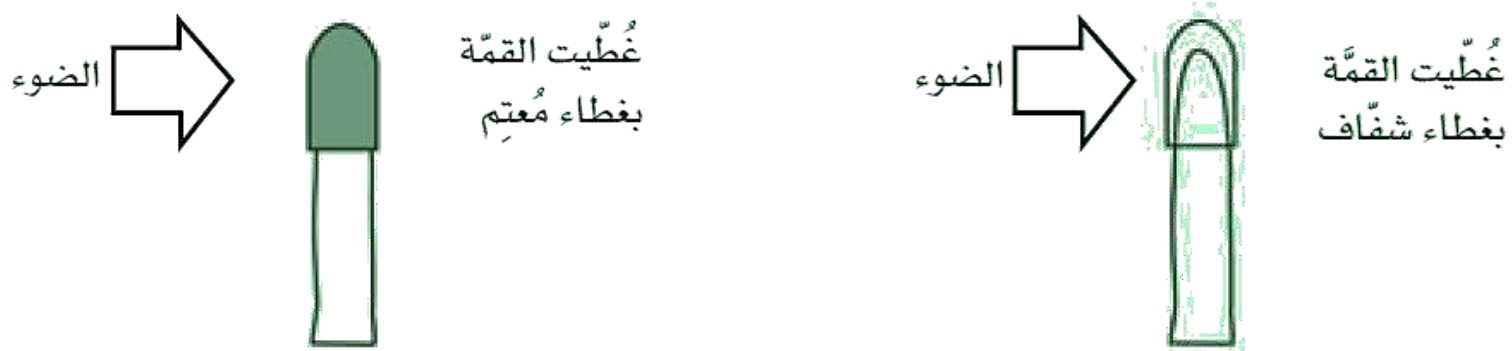 غُطّيت القمَّة
بغطاء شفّاف
الضوء
غُطّيت القمّة
بغطاء مُعتِم
الضوء